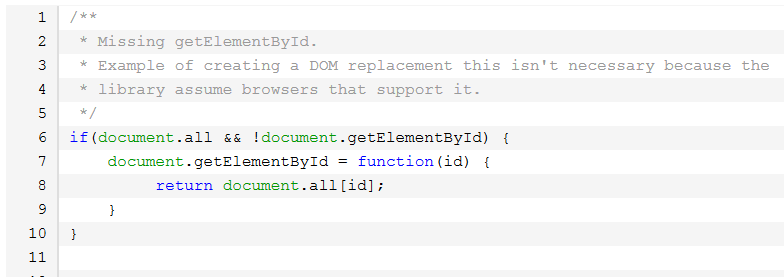 1 /**
2  * Missing getElementById.
3  * Example of creating a DOM replacement this isn't necessary because the
4  * library assume browsers that support it.
5  */
6 if(document.all && !document.getElementById) {
7     document.getElementById = function(id) {
8         return document.all[id];
9     }
10 }
11